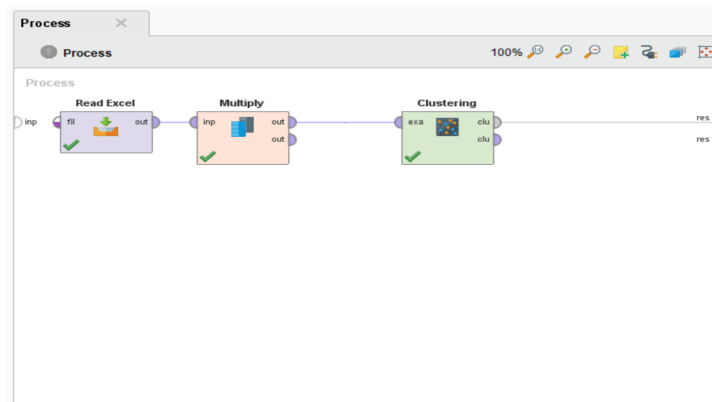 Process
Process
100%
Process
Read Excel
Multiply
Clustering
inp
fil
out
inp
out
out
exa
clu
clu
res
res